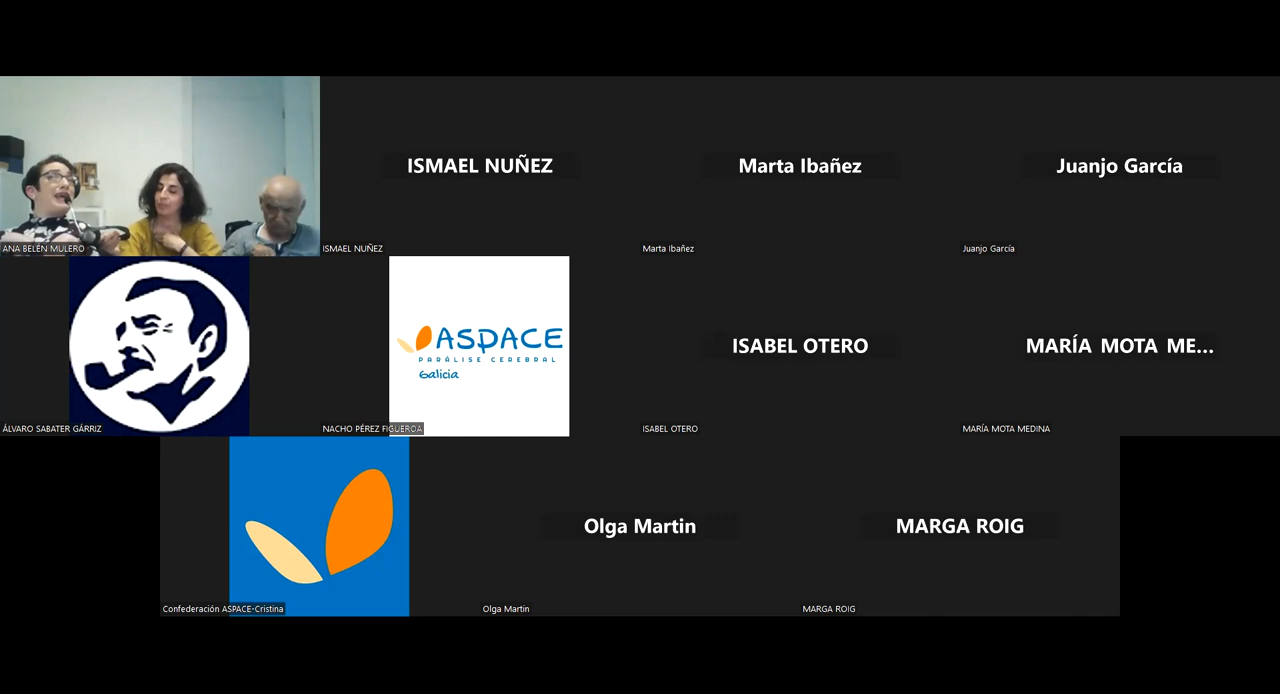 ISMAEL NUÑEZ
Marta Ibañez
Juanjo García
ANA BELÉN MULERO
ISMAEL NUÑEZ
Marta Ibañez
Juanjo García
ASPACE
PARÁLISE CEREBRAL
Galicia
ISABEL OTERO
MARÍA MOTA ME...
ÁLVARO SABATER GÁRRIZ
NACHO PÉREZ FIGUEROA
ISABEL OTERO
MARÍA MOTA MEDINA
Olga Martin
MARGA ROIG
Confederación ASPACE-Cristina
Olga Martin
MARGA ROIG